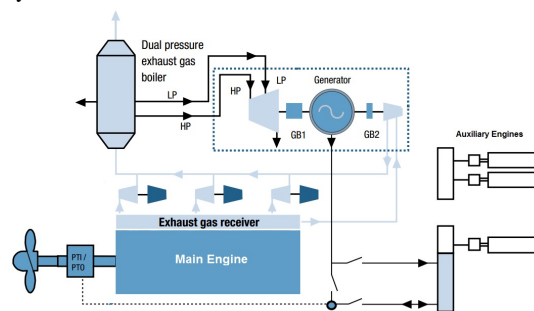 Dual pressure
exhaust gas
boiler
LP
HP
HP
LP
Generator
GB1
GB2
Auxiliary Engines
Exhaust gas receiver
Main Engine
PTI /
PTO